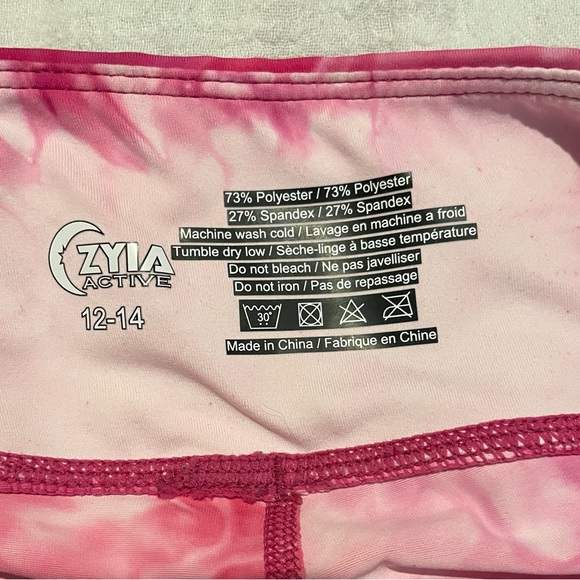 ZYIA
ACTIVE
12-14
73% Polyester / 73% Polyester
27% Spandex / 27% Spandex
Machine wash cold / Lavage en machine a froid
Tumble dry low / Sèche-linge à basse température
Do not bleach / Ne pas javelliser
Do not iron / Pas de repassage
30°
Made in China / Fabrique en Chine